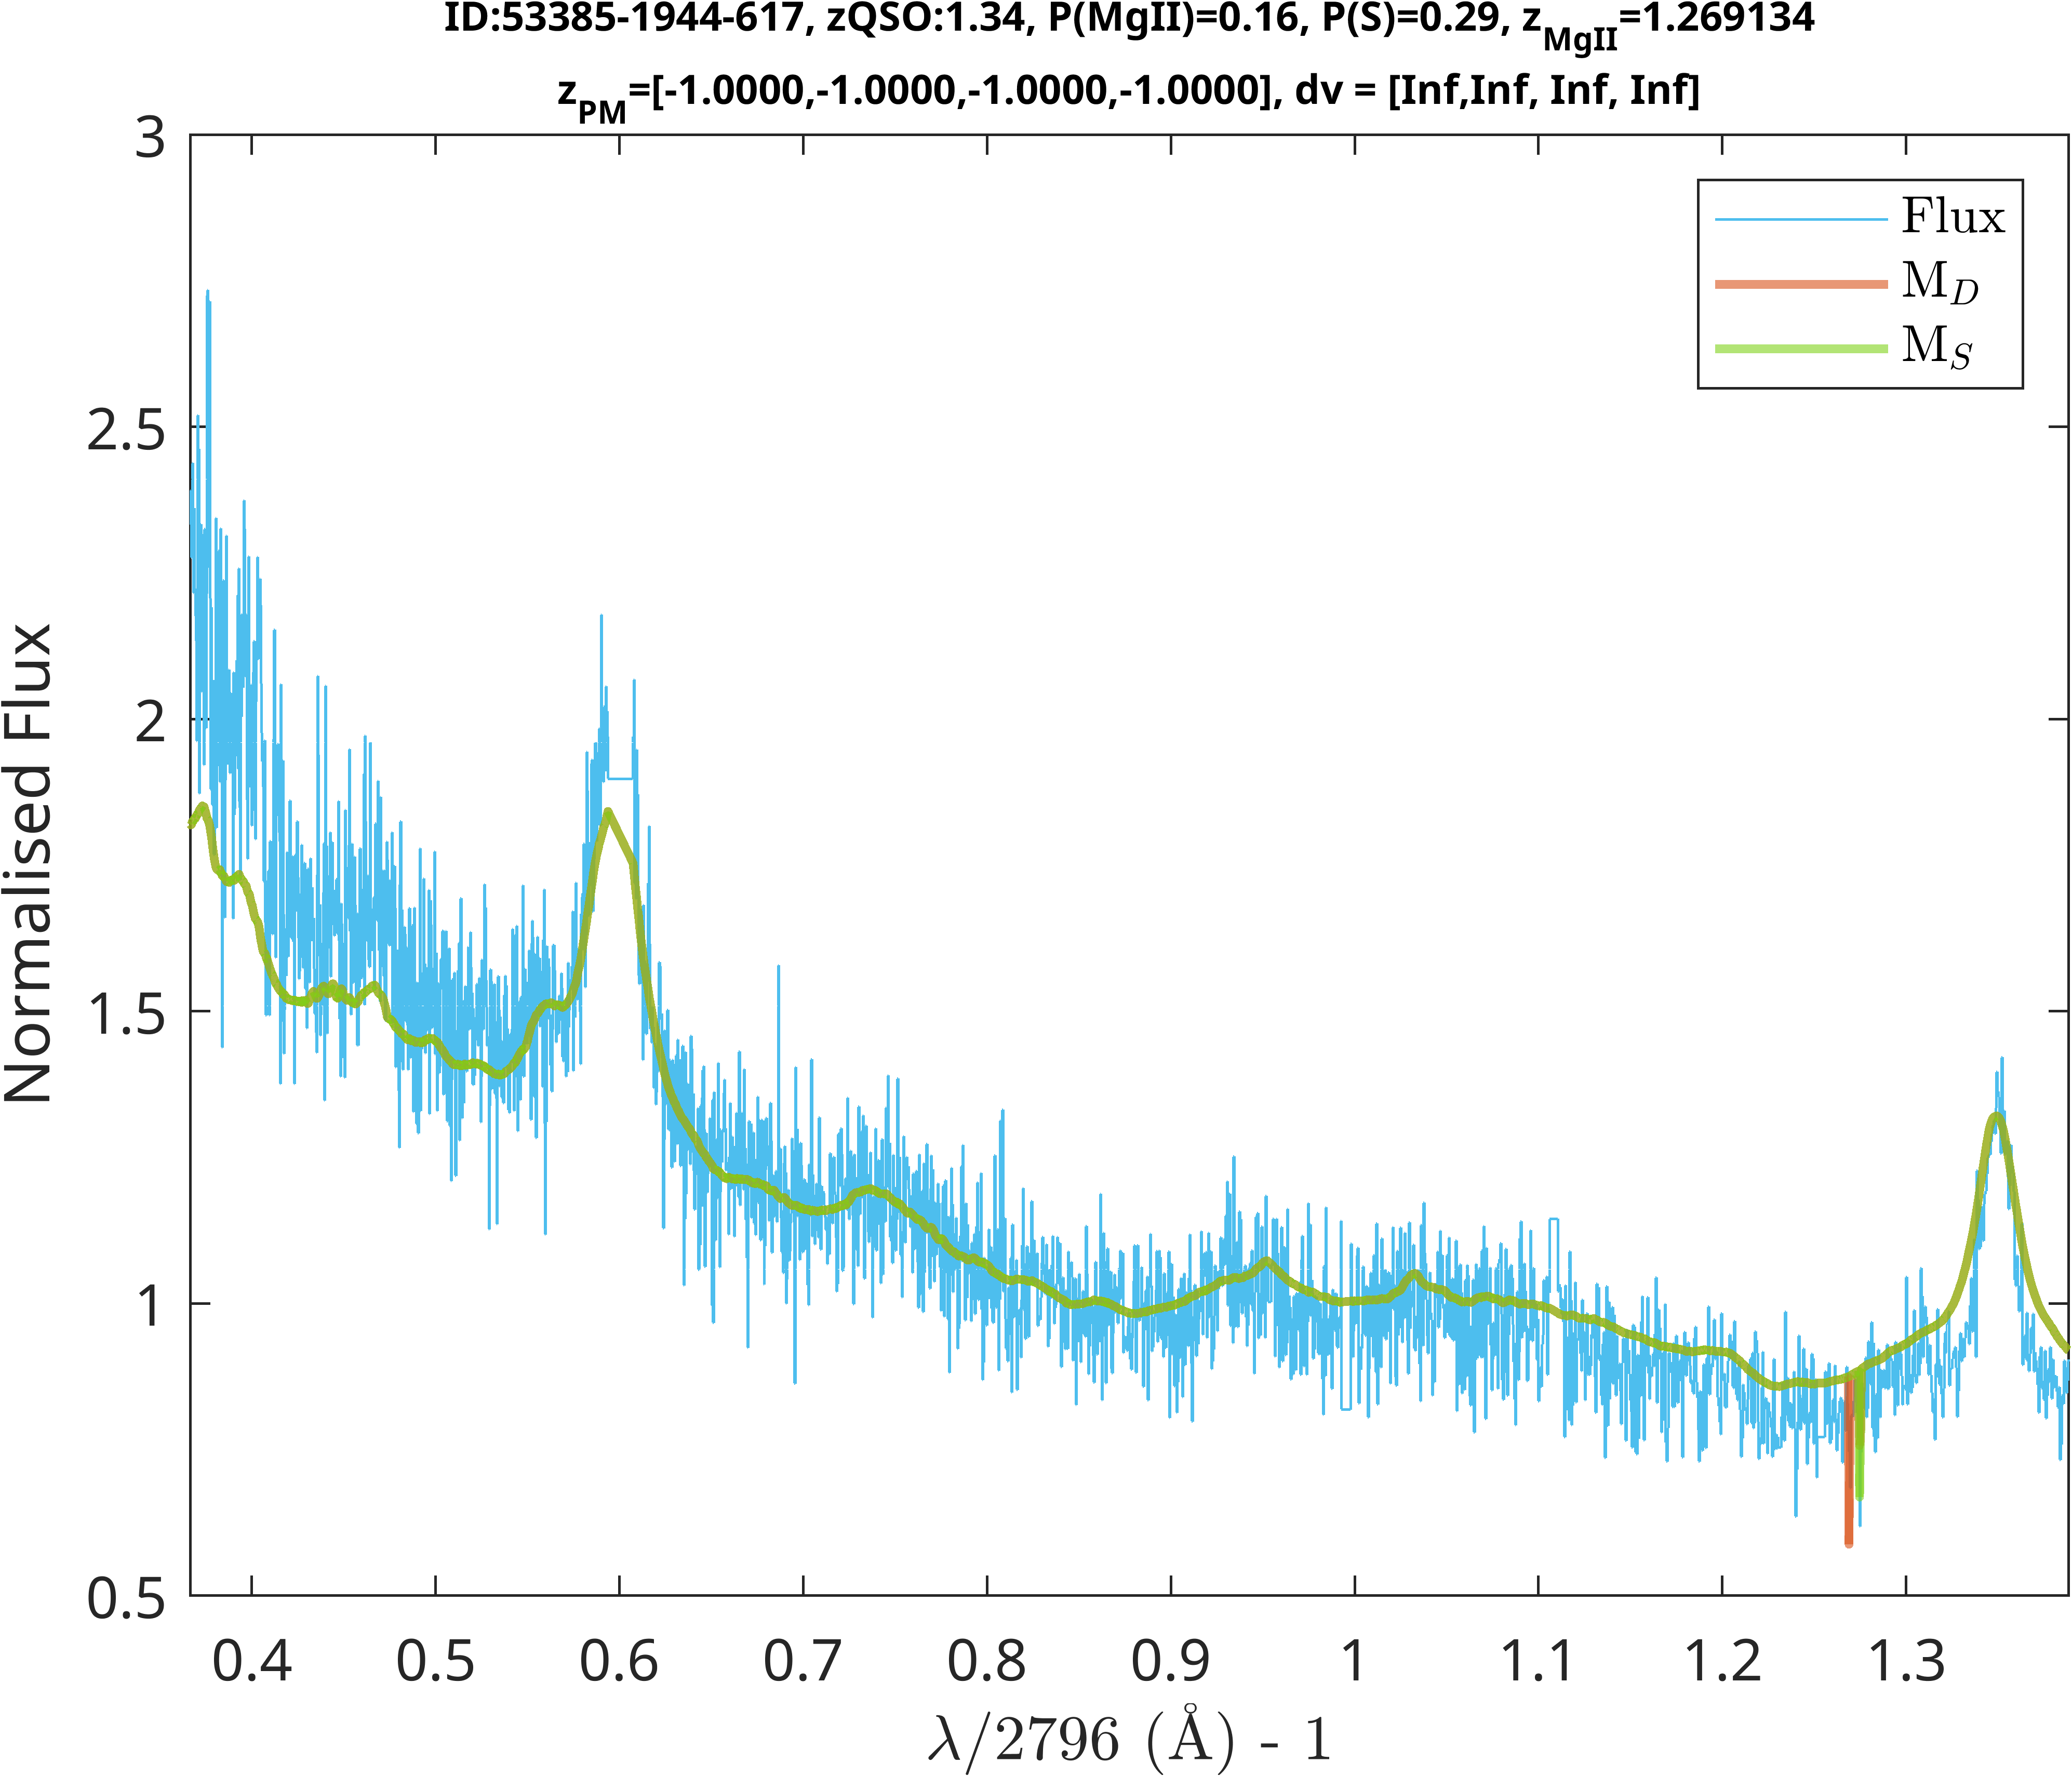 ID:53385-1944-617, zQSO:1.34, P(MgII)=0.16, P(S)=0.29, zMgII=1.269134
zPM=[-1.0000,-1.0000,-1.0000,-1.0000], dv = [Inf,Inf, Inf, Inf]
3
2.5
2
1.5
1
0.5
Normalised Flux
Flux
MD
MS
0.4 0.5 0.6 0.7 0.8 0.9 1 1.1 1.2 1.3
λ/2796 (Å) - 1